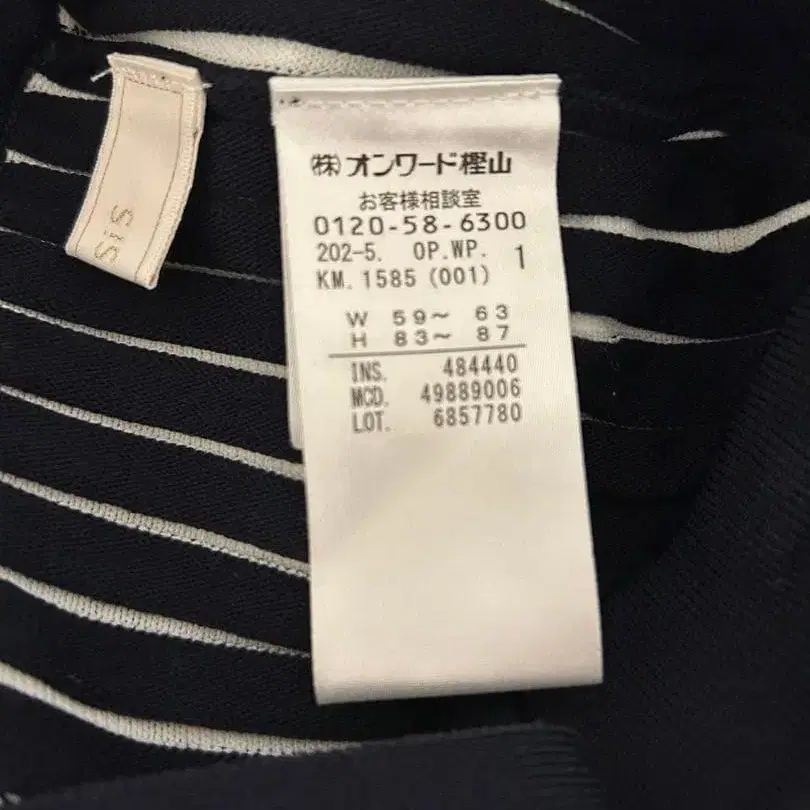 SiS
㈱オンワード樫山
お客様相談室
0120-58-6300
202-5. OP.WP. 1
KM.1585 (001)
W 59～ 63
H 83～ 87
INS. 484440
MCD. 49889006
LOT. 6857780